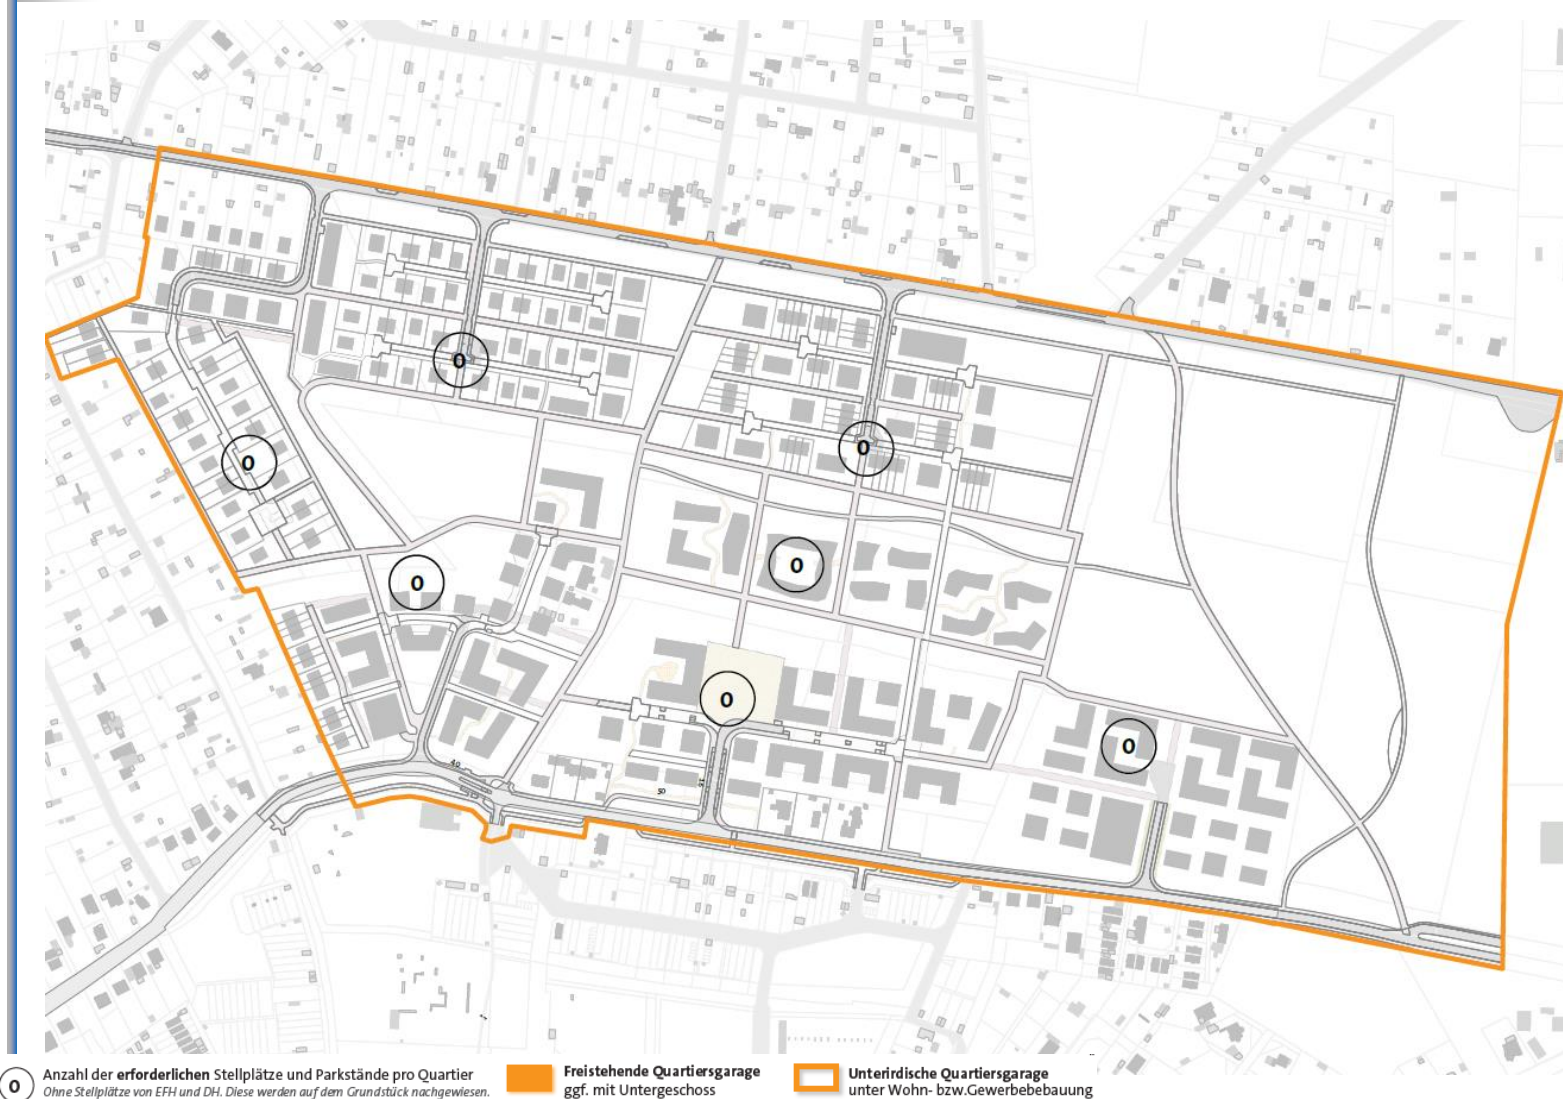 0
0
0
0
0
0
0
0
40
50
0
Anzahl der erforderlichen Stellplätze und Parkstände pro Quartier
Ohne Stellplätze von EFH und DH. Diese werden auf dem Grundstück nachgewiesen.
Freistehende Quartiersgarage
ggf. mit Untergeschoss
Unterirdische Quartiersgarage
unter Wohn- bzw.Gewerbebebauung